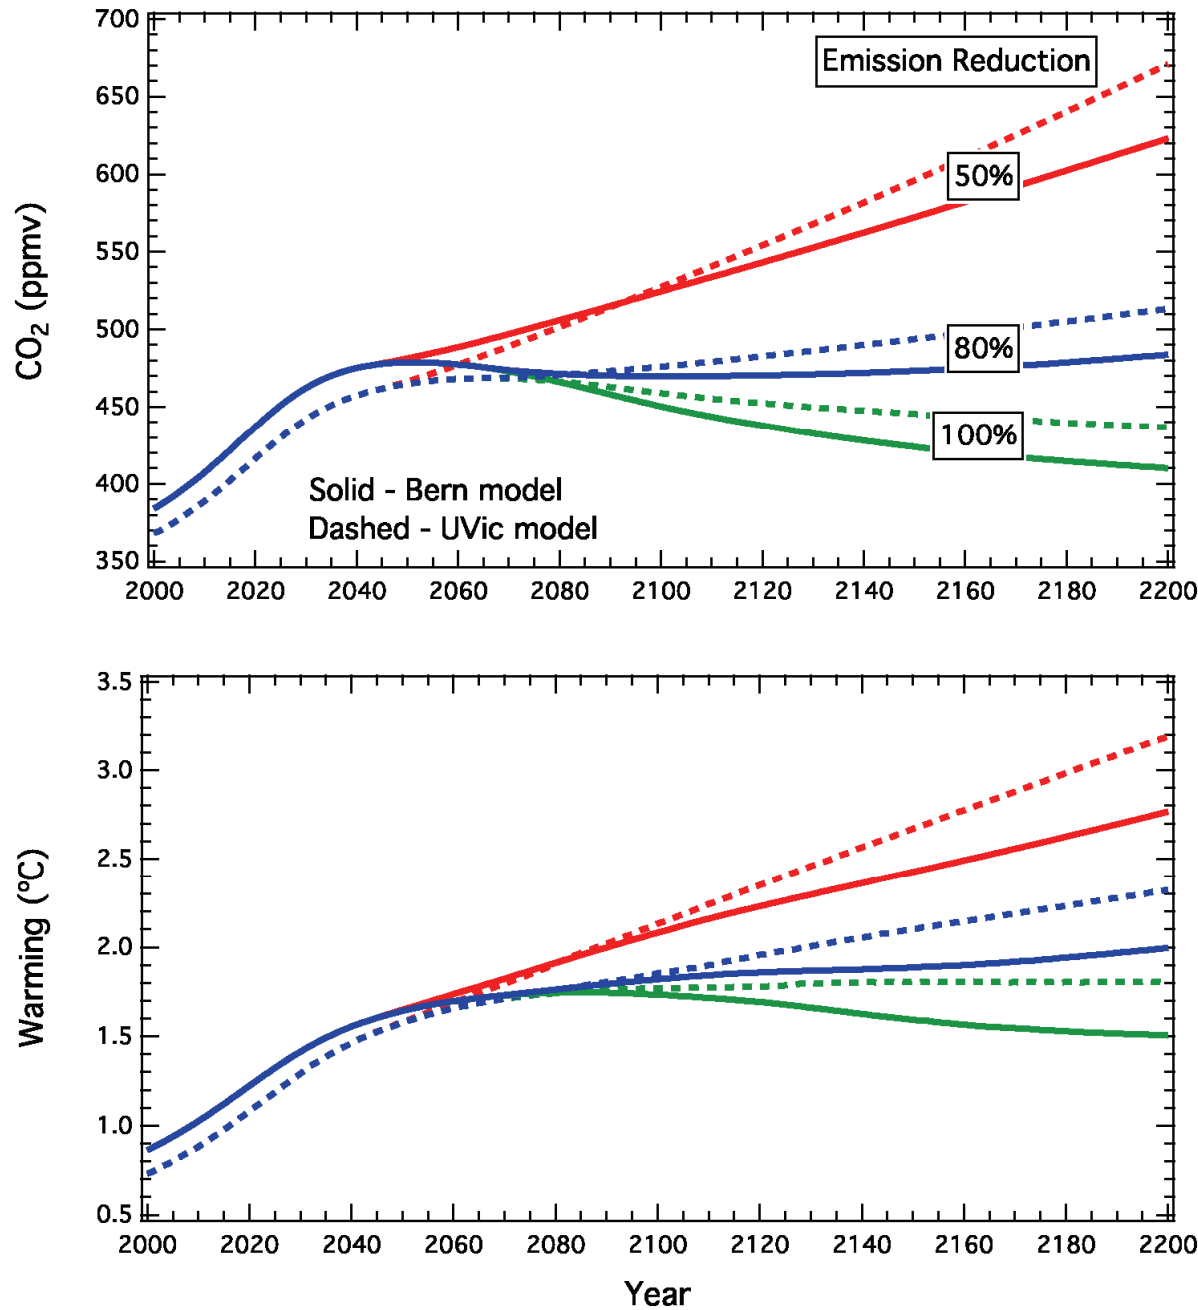 700
650
600
550
500
450
400
350
CO2 (ppmv)
Emission Reduction
50%
80%
100%
Solid - Bern model
Dashed - UVic model
2000 2020 2040 2060 2080 2100 2120 2140 2160 2180 2200
3.5
3.0
2.5
2.0
1.5
1.0
0.5
Warming (ºC)
2000 2020 2040 2060 2080 2100 2120 2140 2160 2180 2200
Year